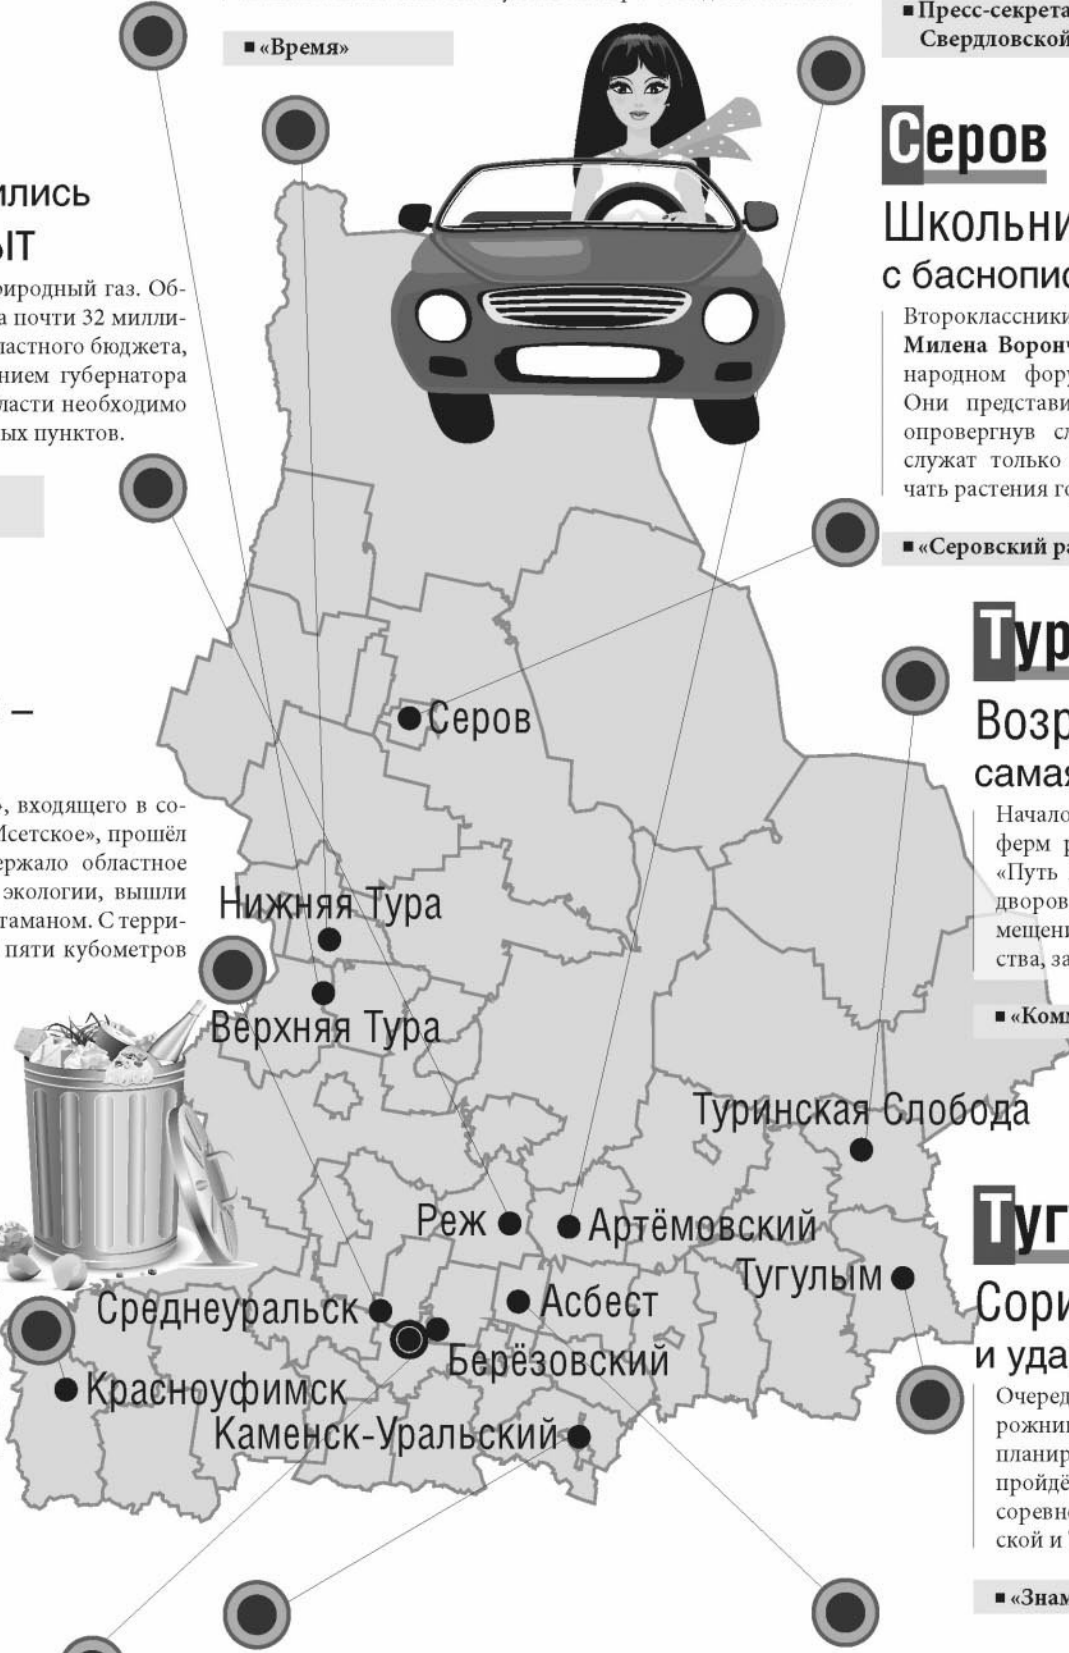 ■ «Время»
ились
ыт
риродный газ. Об-
а почти 32 милли-
ластного бюджета,
нием губернатора
ласти необходимо
ых пунктов.
–
», входящего в со-
Исетское», прошёл
ержало областное
экологии, вышли
таманом. С терри-
пяти кубометров
Серов
Нижняя Тура
Верхняя Тура
Туринская Слобода
Реж
Артёмовский
Тугулым
Среднеуральск
Асбест
Берёзовский
Красноуфимск
Каменск-Уральский
■ Пресс-секрета
Свердловской
Серов
Школьни
с баснопис
Второклассники
Милена Ворон
народном фору
Они представи
опровергнув сл
служат только
чать растения го
■ «Серовский ра
Тур
Возр
самая
Начало
ферм р
«Путь
дворов
мещени
ства, за
■ «Комм
Туг
Сори
и уда
Очеред
рожни
планир
пройдё
соревно
ской и
■ «Знам